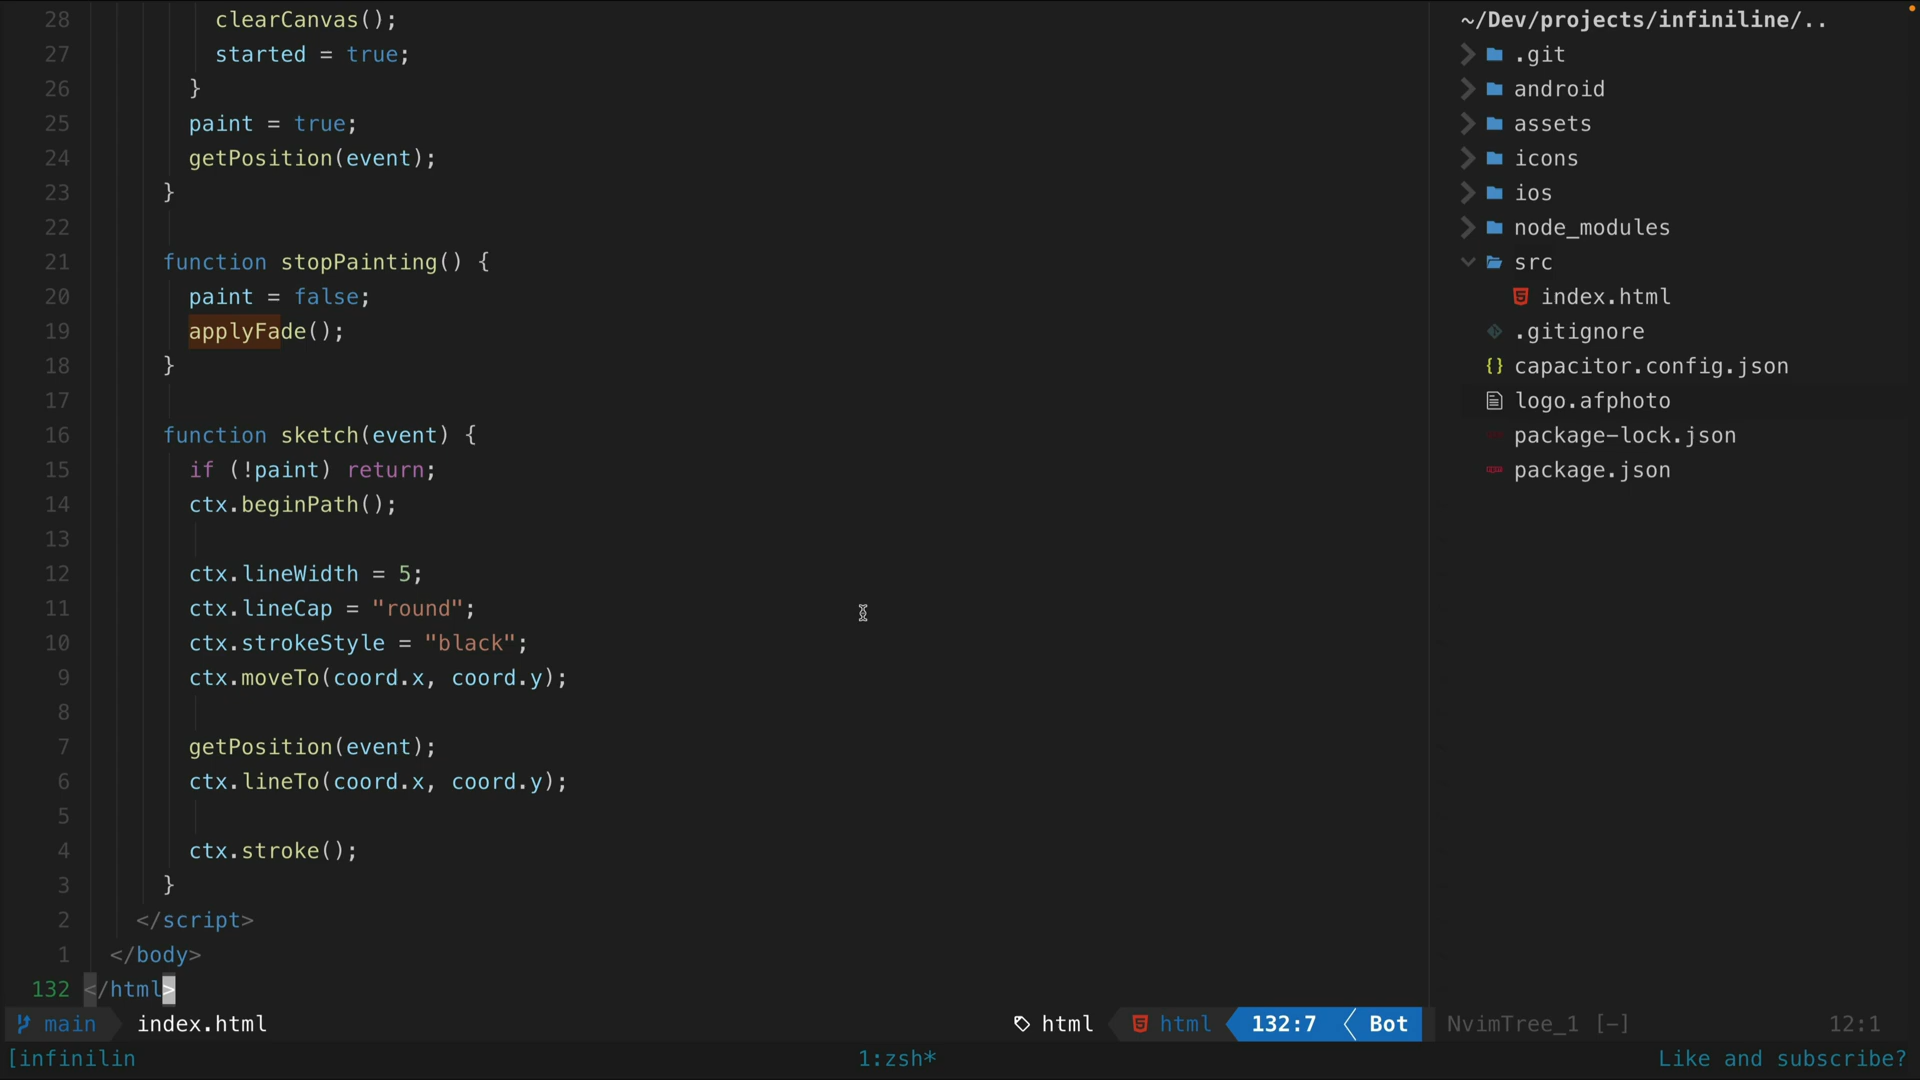 28 clearCanvas();
27 started = true;
26 }
25 paint = true;
24 getPosition(event);
23 }
22
21 function stopPainting() {
20 paint = false;
19 applyFade();
18 }
17
16 function sketch(event) {
15 if (!paint) return;
14 ctx.beginPath();
13
12 ctx.lineWidth = 5;
11 ctx.lineCap = "round";
10 ctx.strokeStyle = "black";
9 ctx.moveTo(coord.x, coord.y);
8
7 getPosition(event);
6 ctx.lineTo(coord.x, coord.y);
5
4 ctx.stroke();
3 }
2 </script>
1 </body>
132 </html>
~/Dev/projects/infiniline/..
.git
android
assets
icons
ios
node_modules
src
index.html
.gitignore
{} capacitor.config.json
logo.afphoto
package-lock.json
package.json
main index.html html html 132:7 Bot NvimTree_1 [-] 12:1
[infinilin 1:zsh* Like and subscribe?